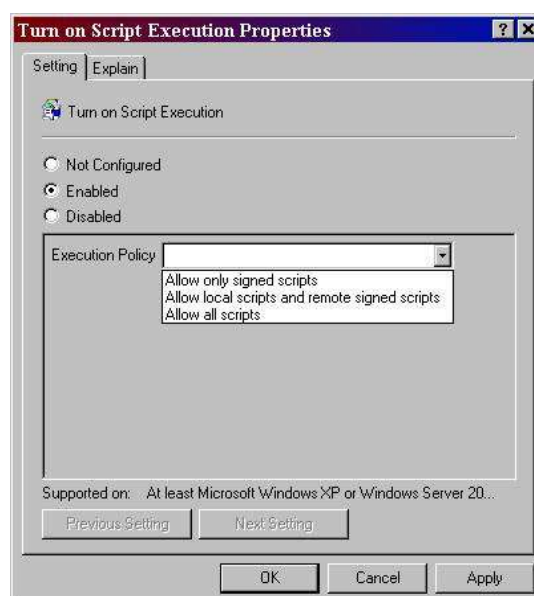 Turn on Script Execution Properties
Setting Explain
Turn on Script Execution
Not Configured
Enabled
Disabled
Execution Policy
Allow only signed scripts
Allow local scripts and remote signed scripts
Allow all scripts
Supported on: At least Microsoft Windows XP or Windows Server 20...
Previous Setting Next Setting
OK Cancel Apply